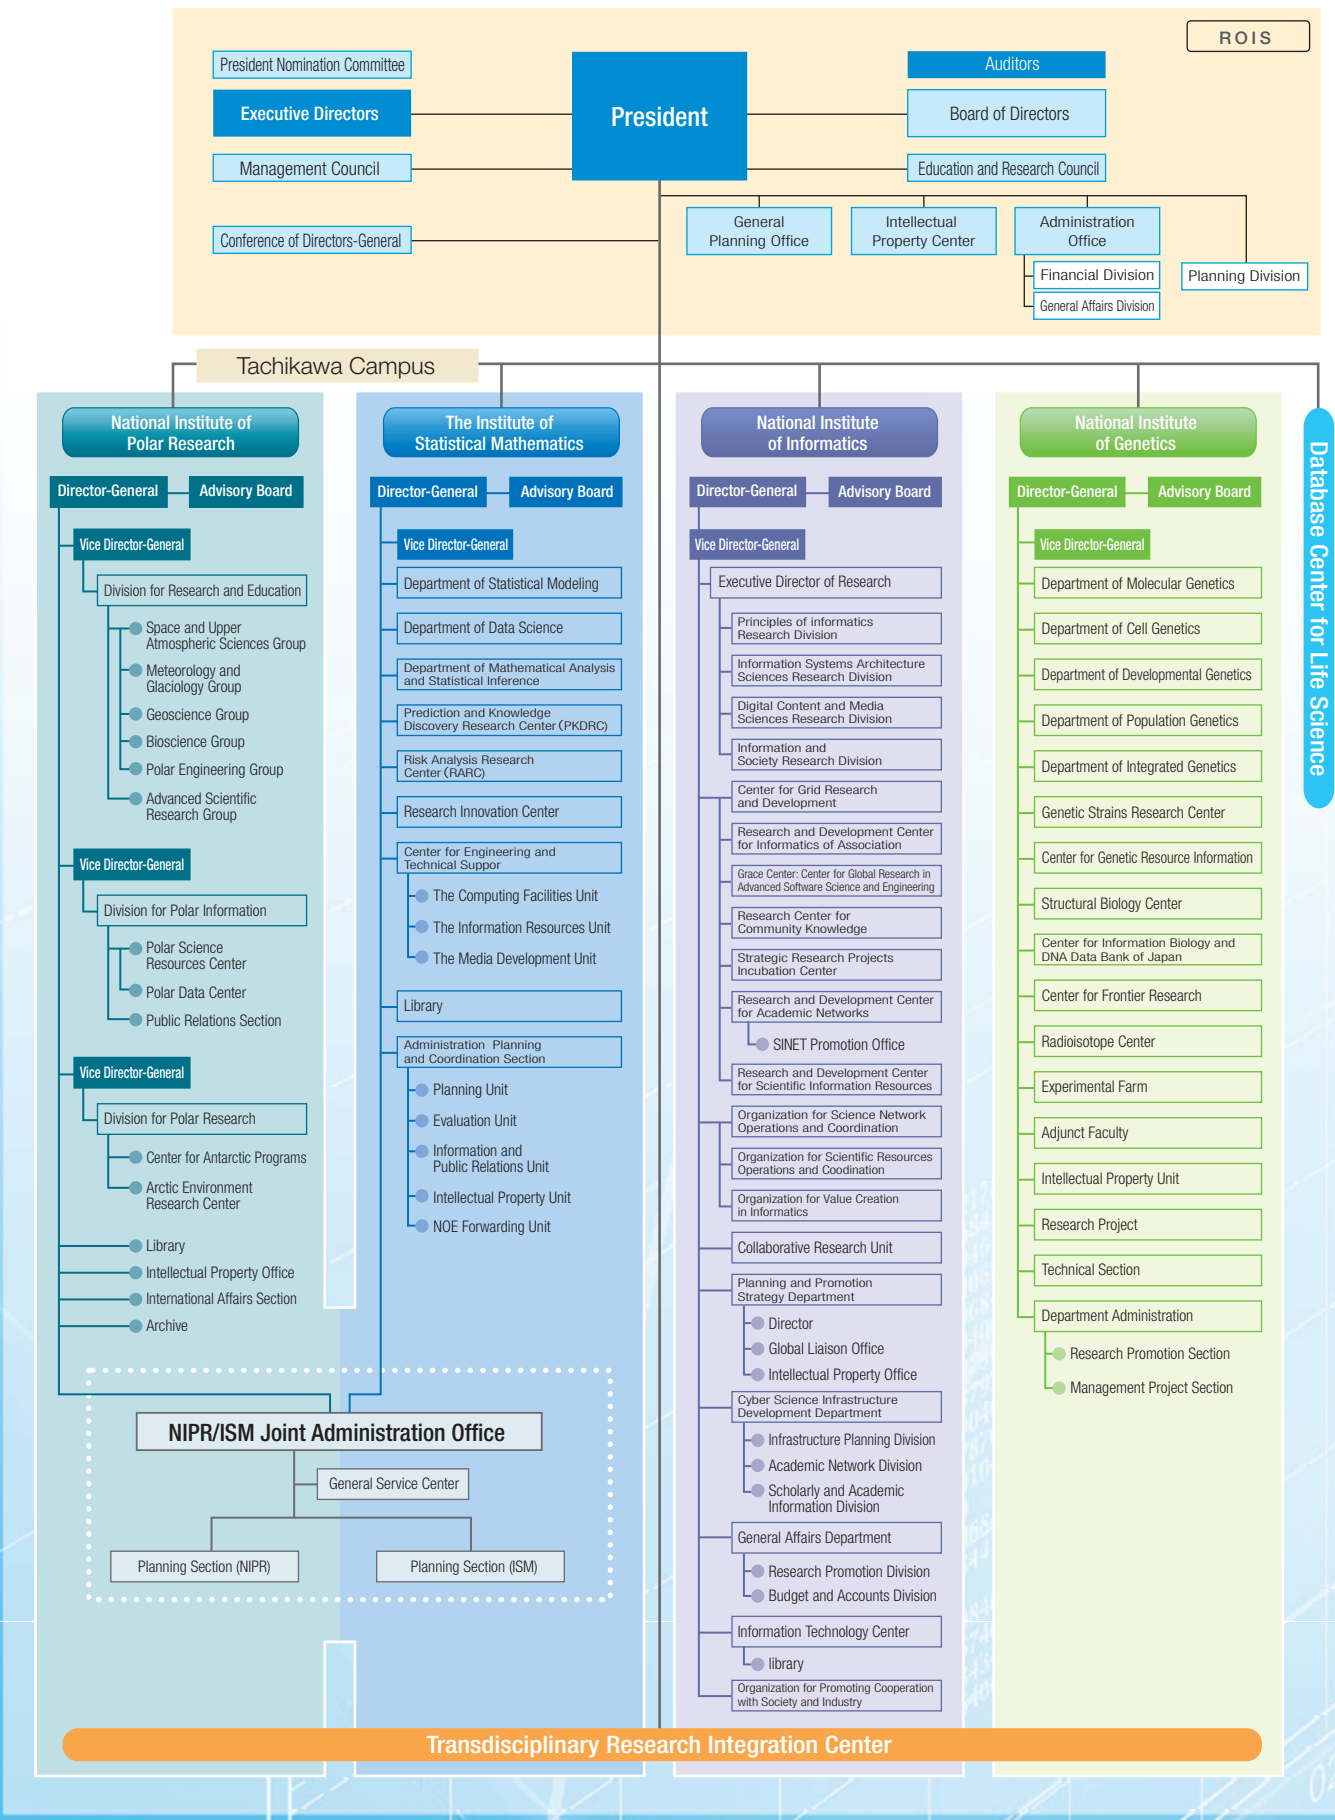 ROIS
President Nomination Committee
Executive Directors
Management Council
Conference of Directors-General
President
Auditors
Board of Directors
Education and Research Council
General
Planning Office
Intellectual
Property Center
Administration
Office
Financial Division
General Affairs Division
Planning Division
Tachikawa Campus
National Institute of
Polar Research
Director-General
Advisory Board
Vice Director-General
Division for Research and Education
Space and Upper
Atmospheric Sciences Group
Meteorology and
Glaciology Group
Geoscience Group
Bioscience Group
Polar Engineering Group
Advanced Scientific
Research Group
Vice Director-General
Division for Polar Information
Polar Science
Resources Center
Polar Data Center
Public Relations Section
Vice Director-General
Division for Polar Research
Center for Antarctic Programs
Arctic Environment
Research Center
Library
Intellectual Property Office
International Affairs Section
Archive
The Institute of
Statistical Mathematics
Director-General
Advisory Board
Vice Director-General
Department of Statistical Modeling
Department of Data Science
Department of Mathematical Analysis
and Statistical Inference
Prediction and Knowledge
Discovery Research Center (PKDRC)
Risk Analysis Research
Center (RARC)
Research Innovation Center
Center for Engineering and
Technical Suppor
The Computing Facilities Unit
The Information Resources Unit
The Media Development Unit
Library
Administration Planning
and Coordination Section
Planning Unit
Evaluation Unit
Information and
Public Relations Unit
Intellectual Property Unit
NOE Forwarding Unit
NIPR/ISM Joint Administration Office
General Service Center
Planning Section (NIPR)
Planning Section (ISM)
National Institute
of Informatics
Director-General
Advisory Board
Vice Director-General
Executive Director of Research
Principles of informatics
Research Division
Information Systems Architecture
Sciences Research Division
Digital Content and Media
Sciences Research Division
Information and
Society Research Division
Center for Grid Research
and Development
Research and Development Center
for Informatics of Association
Grace Center: Center for Global Research in
Advanced Software Science and Engineering
Research Center for
Community Knowledge
Strategic Research Projects
Incubation Center
Research and Development Center
for Academic Networks
SINET Promotion Office
Research and Development Center
for Scientific Information Resources
Organization for Science Network
Operations and Coordination
Organization for Scientific Resources
Operations and Coodination
Organization for Value Creation
in Informatics
Collaborative Research Unit
Planning and Promotion
Strategy Department
Director
Global Liaison Office
Intellectual Property Office
Cyber Science Infrastructure
Development Department
Infrastructure Planning Division
Academic Network Division
Scholarly and Academic
Information Division
General Affairs Department
Research Promotion Division
Budget and Accounts Division
Information Technology Center
library
Organization for Promoting Cooperation
with Society and Industry
National Institute
of Genetics
Director-General
Advisory Board
Vice Director-General
Department of Molecular Genetics
Department of Cell Genetics
Department of Developmental Genetics
Department of Population Genetics
Department of Integrated Genetics
Genetic Strains Research Center
Center for Genetic Resource Information
Structural Biology Center
Center for Information Biology and
DNA Data Bank of Japan
Center for Frontier Research
Radioisotope Center
Experimental Farm
Adjunct Faculty
Intellectual Property Unit
Research Project
Technical Section
Department Administration
Research Promotion Section
Management Project Section
Database Center for Life Science
Transdisciplinary Research Integration Center